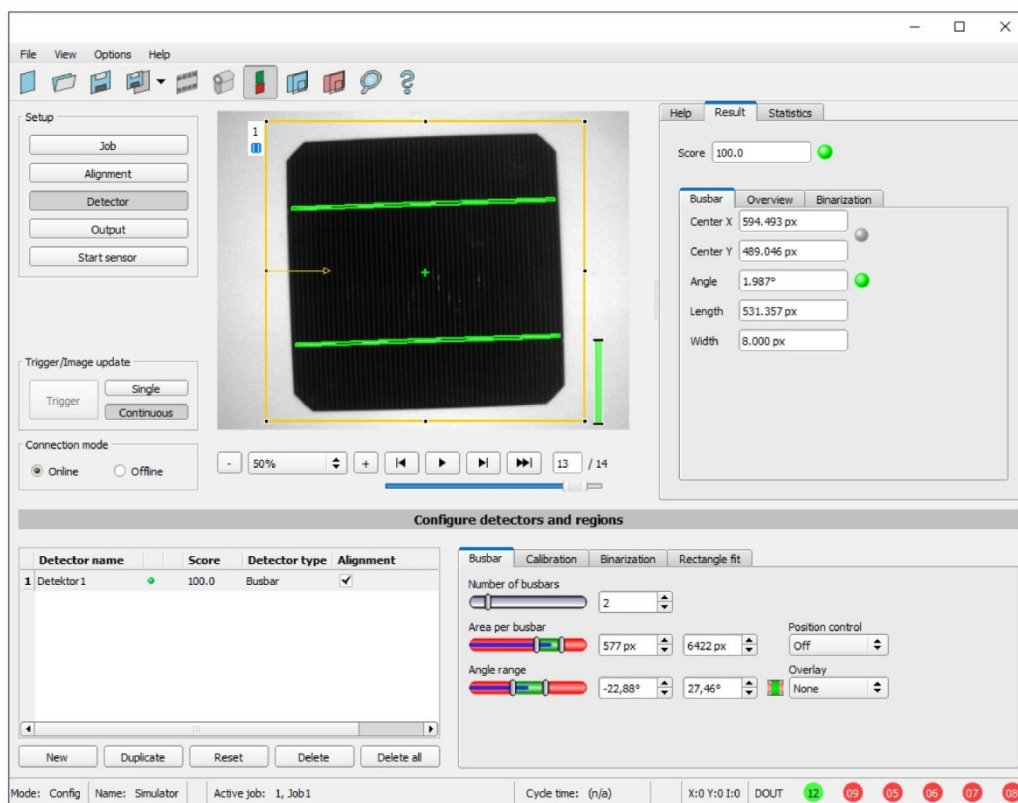 File View Options Help
Setup
Job
Alignment
Detector
Output
Start sensor
Trigger/Image update
Trigger
Single
Continuous
Connection mode
Online Offline
1
- 50% + 13 / 14
Help Result Statistics
Score 100.0
Busbar Overview Binarization
Center X 594.493 px
Center Y 489.046 px
Angle 1.987°
Length 531.357 px
Width 8.000 px
Configure detectors and regions
Detector name Score Detector type Alignment
1 Detektor1 100.0 Busbar
New Duplicate Reset Delete Delete all
Busbar Calibration Binarization Rectangle fit
Number of busbars
2
Area per busbar Position control
577 px 6422 px Off
Angle range Overlay
-22,88° 27,46° None
Mode: Config Name: Simulator Active job: 1, Job1 Cycle time: (n/a) X:0 Y:0 I:0 DOUT 12 09 05 06 07 08